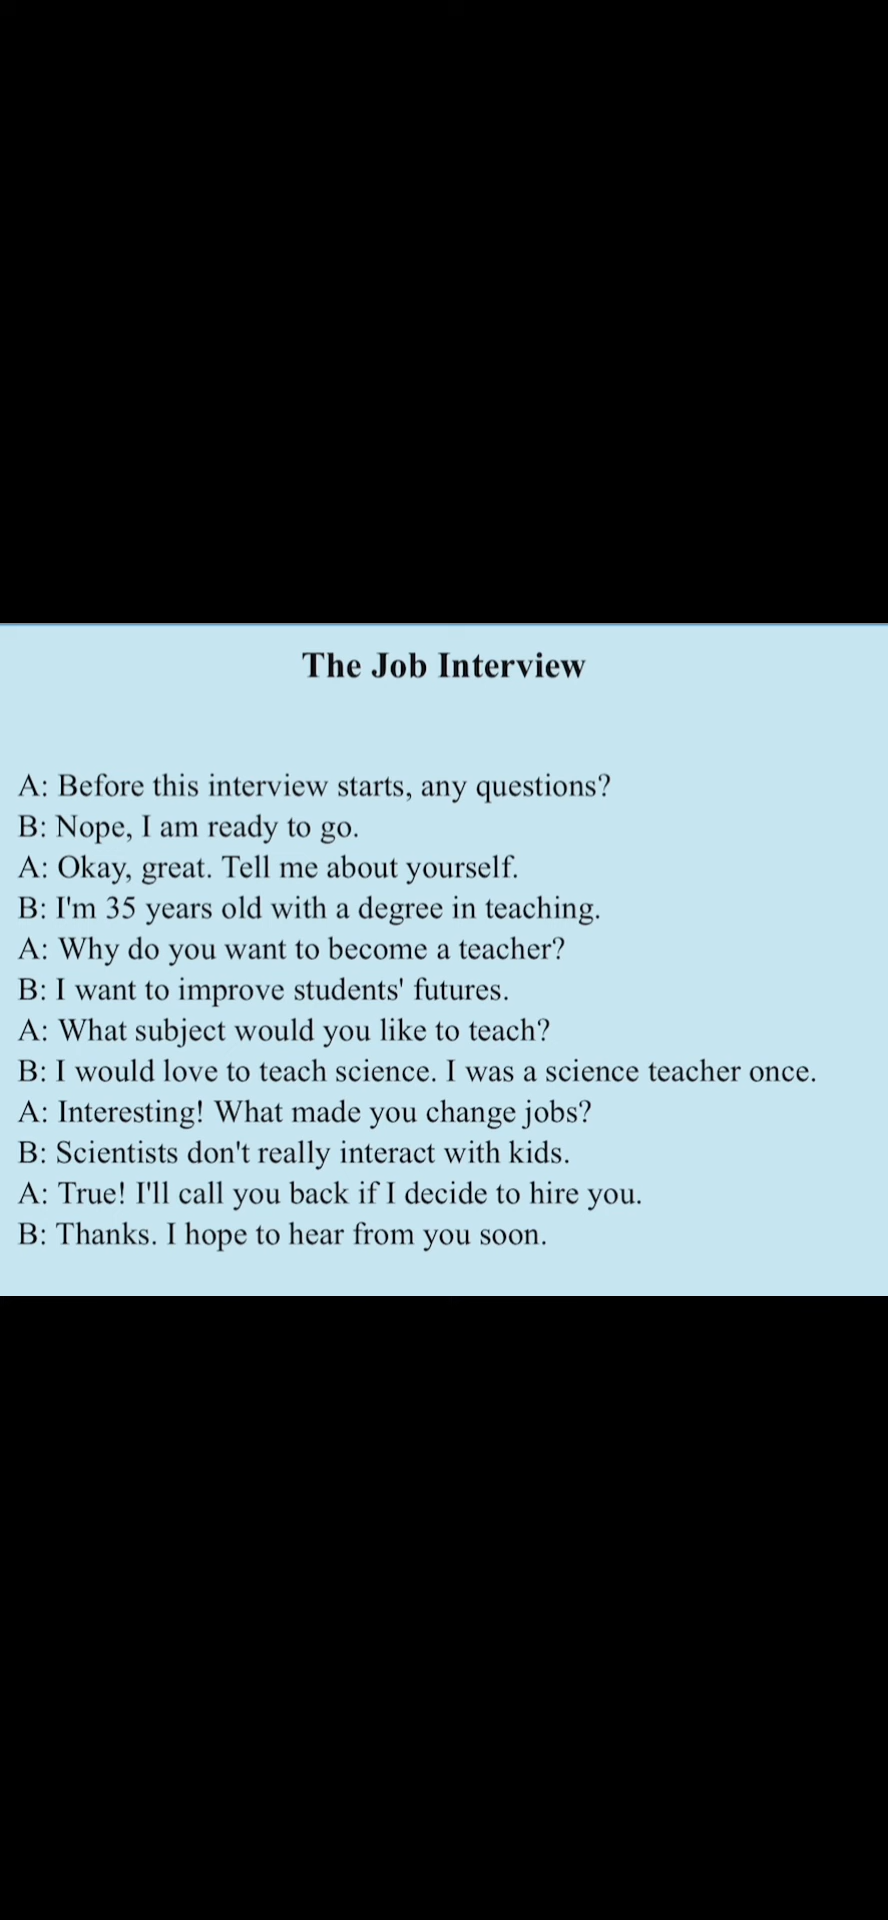 The Job Interview
A: Before this interview starts, any questions?
B: Nope, I am ready to go.
A: Okay, great. Tell me about yourself.
B: I'm 35 years old with a degree in teaching.
A: Why do you want to become a teacher?
B: I want to improve students' futures.
A: What subject would you like to teach?
B: I would love to teach science. I was a science teacher once.
A: Interesting! What made you change jobs?
B: Scientists don't really interact with kids.
A: True! I'll call you back if I decide to hire you.
B: Thanks. I hope to hear from you soon.